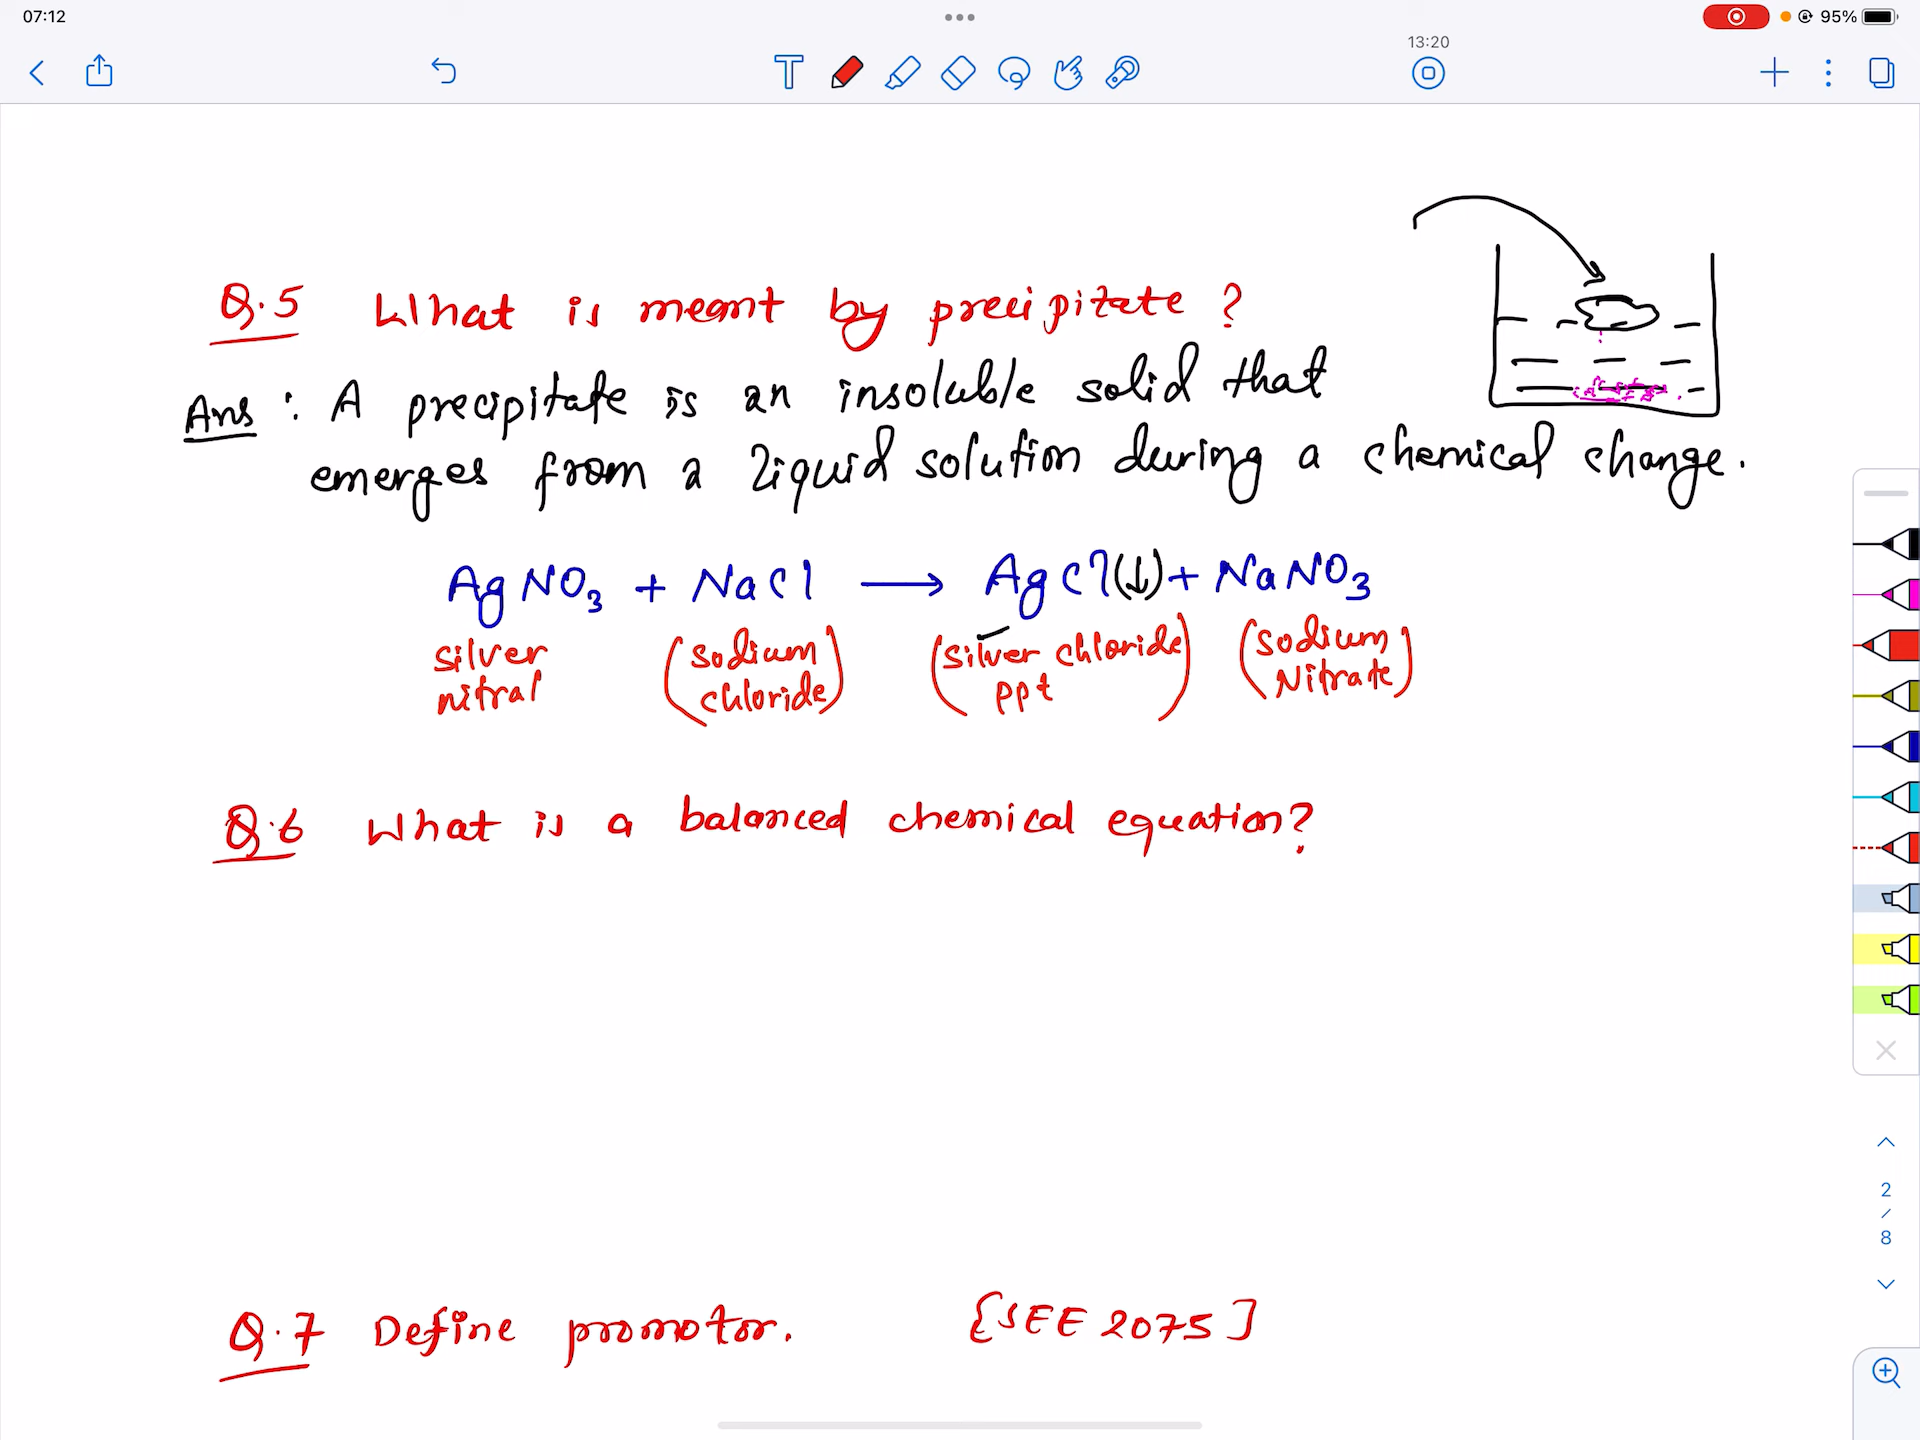 07:12
95%
13:20
Q.5 What is meant by precipitate ?
Ans : A precipitate is an insoluble solid that
emerges from a liquid solution during a chemical change.
AgNO3 + NaCl → AgCl(↓) + NaNO3
silver nitral (sodium chloride) (silver chloride ppt) (sodium Nitrate)
Q.6 What is a balanced chemical equation?
Q.7 Define promotor. [SEE 2075]
2
/
8